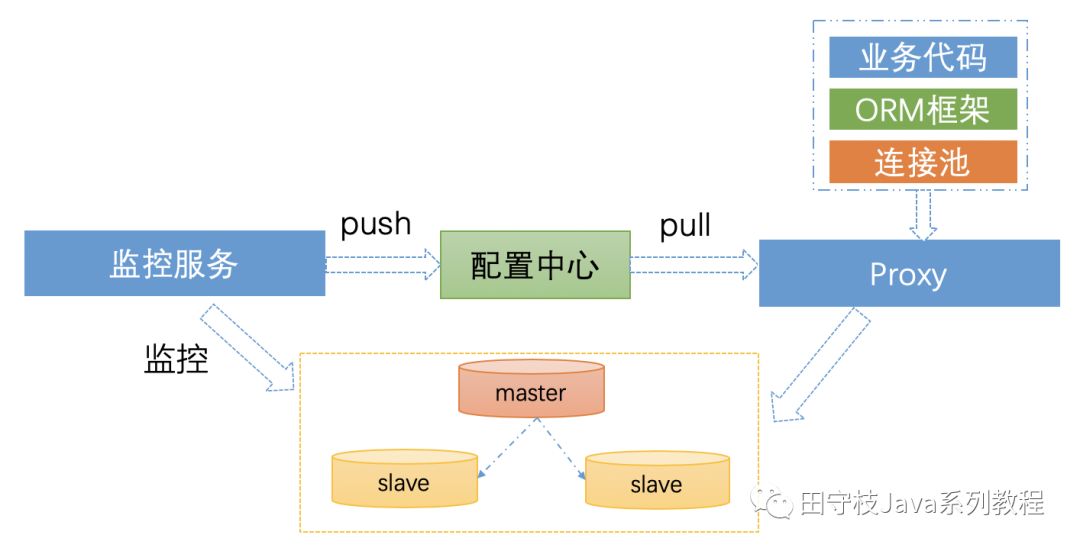 业务代码
ORM框架
连接池
监控服务
push
配置中心
pull
Proxy
监控
master
slave
slave
田守枝Java系列教程